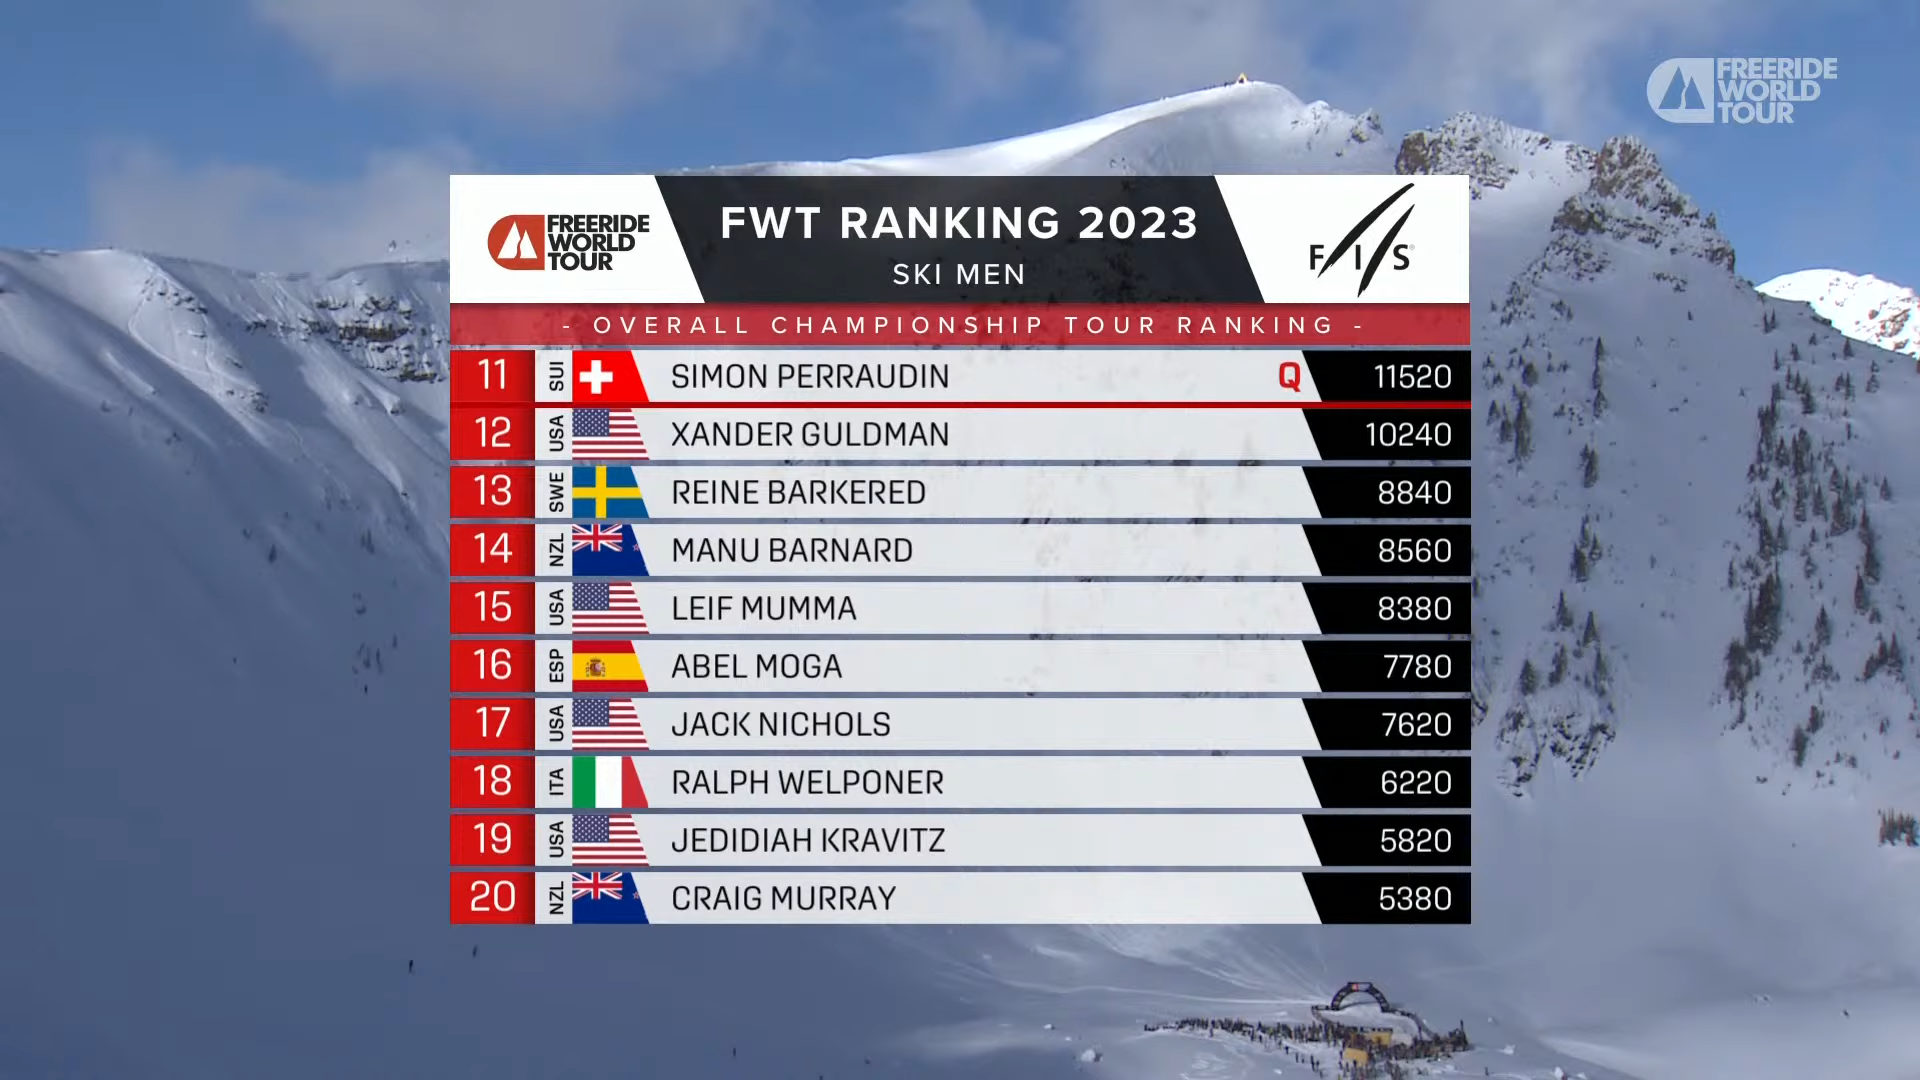 FREERIDE
WORLD
TOUR
FREERIDE
WORLD
TOUR
FWT RANKING 2023
SKI MEN
FIS
- OVERALL CHAMPIONSHIP TOUR RANKING -
11 SUI SIMON PERRAUDIN Q 11520
12 USA XANDER GULDMAN 10240
13 SWE REINE BARKERED 8840
14 NZL MANU BARNARD 8560
15 USA LEIF MUMMA 8380
16 ESP ABEL MOGA 7780
17 USA JACK NICHOLS 7620
18 ITA RALPH WELPONER 6220
19 USA JEDIDIAH KRAVITZ 5820
20 NZL CRAIG MURRAY 5380